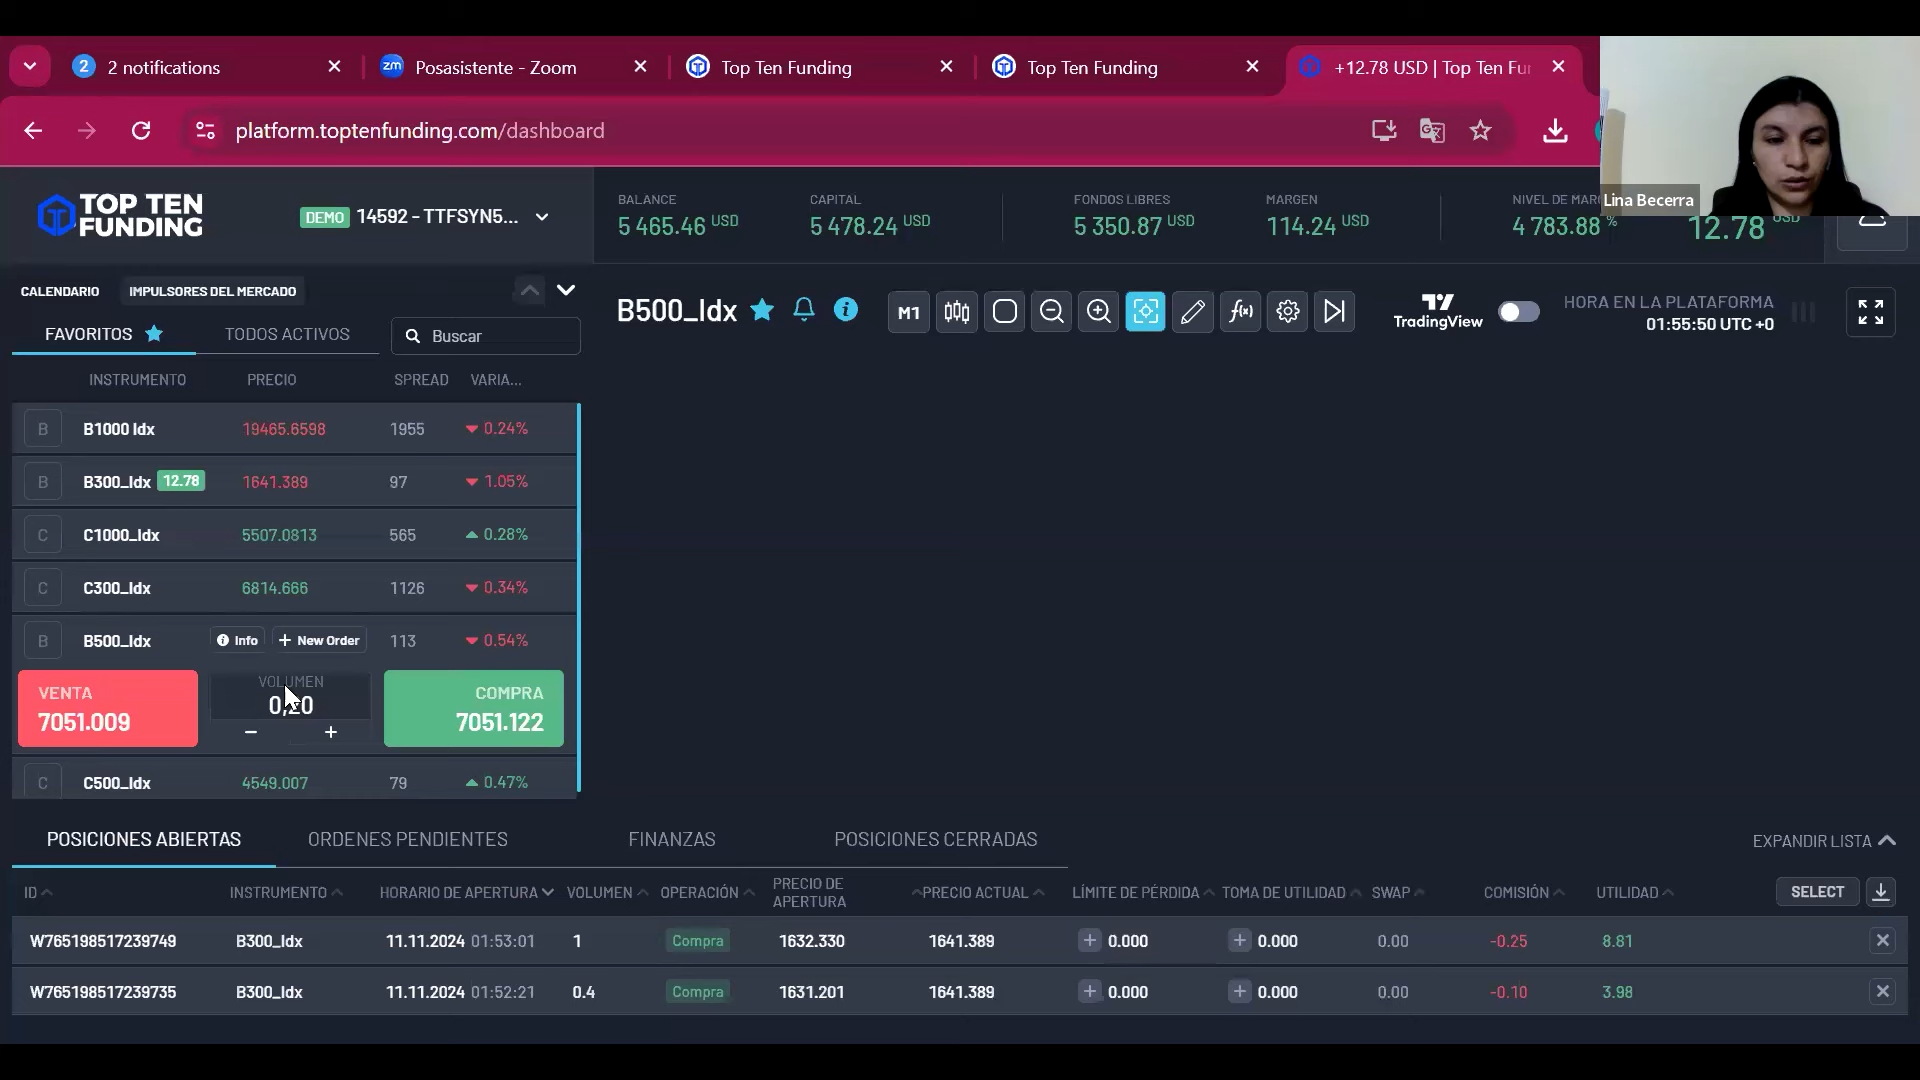 2 2 notifications
zm Posasistente - Zoom
Top Ten Funding
Top Ten Funding
+12.78 USD | Top Ten Fur
platform.toptenfunding.com/dashboard
Lina Becerra
TOP TEN
FUNDING
DEMO 14592 - TTFSYN5...
BALANCE
5 465.46 USD
CAPITAL
5 478.24 USD
FONDOS LIBRES
5 350.87 USD
MARGEN
114.24 USD
NIVEL DE MAR
4 783.88 %
12.78 USD
CALENDARIO
IMPULSORES DEL MERCADO
FAVORITOS
TODOS ACTIVOS
Buscar
INSTRUMENTO PRECIO SPREAD VARIA...
B B1000 Idx 19465.6598 1955 0.24%
B B300_Idx 12.78 1641.389 97 1.05%
C C1000_Idx 5507.0813 565 0.28%
C C300_Idx 6814.666 1126 0.34%
B B500_Idx Info + New Order 113 0.54%
VENTA
7051.009
VOLUMEN
0,20
− +
COMPRA
7051.122
C C500_Idx 4549.007 79 0.47%
B500_Idx
M1
f(x)
TradingView
HORA EN LA PLATAFORMA
01:55:50 UTC +0
POSICIONES ABIERTAS
ORDENES PENDIENTES
FINANZAS
POSICIONES CERRADAS
EXPANDIR LISTA
ID INSTRUMENTO HORARIO DE APERTURA VOLUMEN OPERACIÓN PRECIO DE APERTURA PRECIO ACTUAL LÍMITE DE PÉRDIDA TOMA DE UTILIDAD SWAP COMISIÓN UTILIDAD SELECT
W765198517239749 B300_Idx 11.11.2024 01:53:01 1 Compra 1632.330 1641.389 + 0.000 + 0.000 0.00 -0.25 8.81
W765198517239735 B300_Idx 11.11.2024 01:52:21 0.4 Compra 1631.201 1641.389 + 0.000 + 0.000 0.00 -0.10 3.98